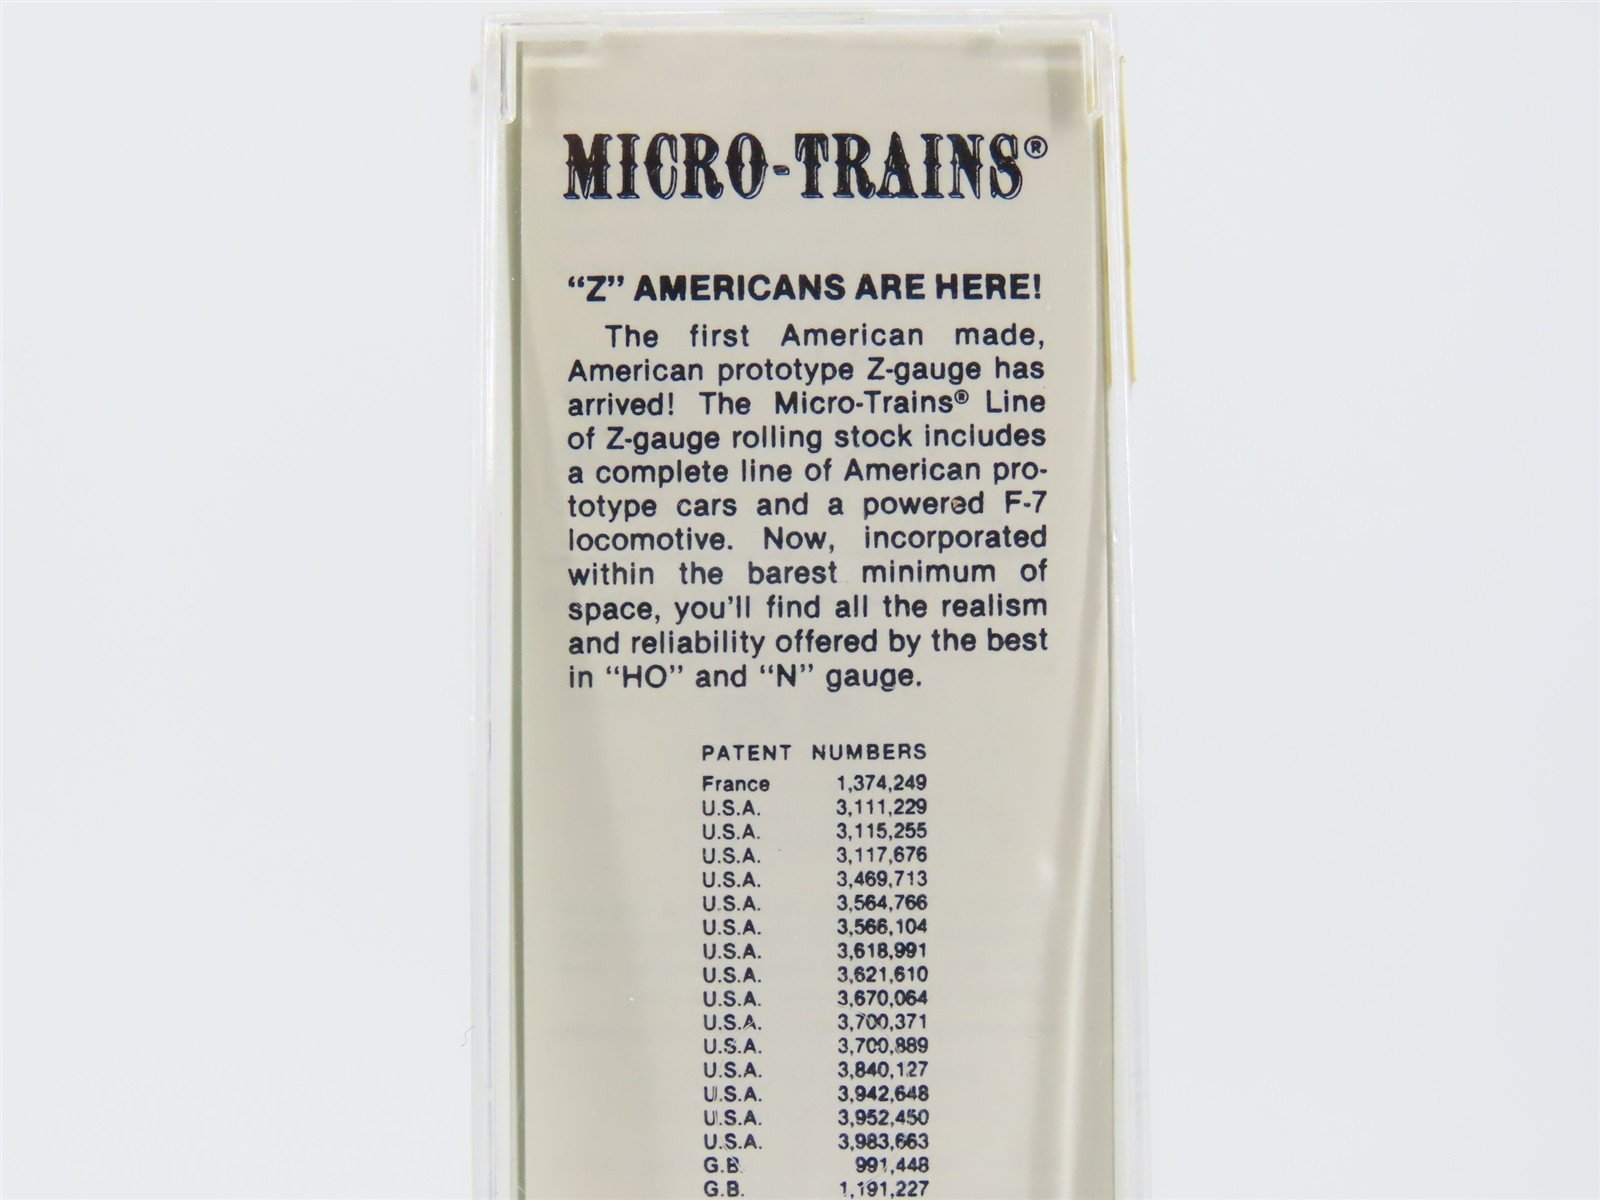 MICRO-TRAINS®
“Z” AMERICANS ARE HERE!
The first American made,
American prototype Z-gauge has
arrived! The Micro-Trains® Line
of Z-gauge rolling stock includes
a complete line of American pro-
totype cars and a powered F-7
locomotive. Now, incorporated
within the barest minimum of
space, you'll find all the realism
and reliability offered by the best
in “HO” and “N” gauge.
PATENT NUMBERS
France 1,374,249
U.S.A. 3,111,229
U.S.A. 3,115,255
U.S.A. 3,117,676
U.S.A. 3,469,713
U.S.A. 3,564,766
U.S.A. 3,566,104
U.S.A. 3,618,991
U.S.A. 3,621,610
U.S.A. 3,670,064
U.S.A. 3,700,371
U.S.A. 3,700,889
U.S.A. 3,840,127
U.S.A. 3,942,648
U.S.A. 3,952,450
U.S.A. 3,983,663
G.B. 991,448
G.B. 1,191,227